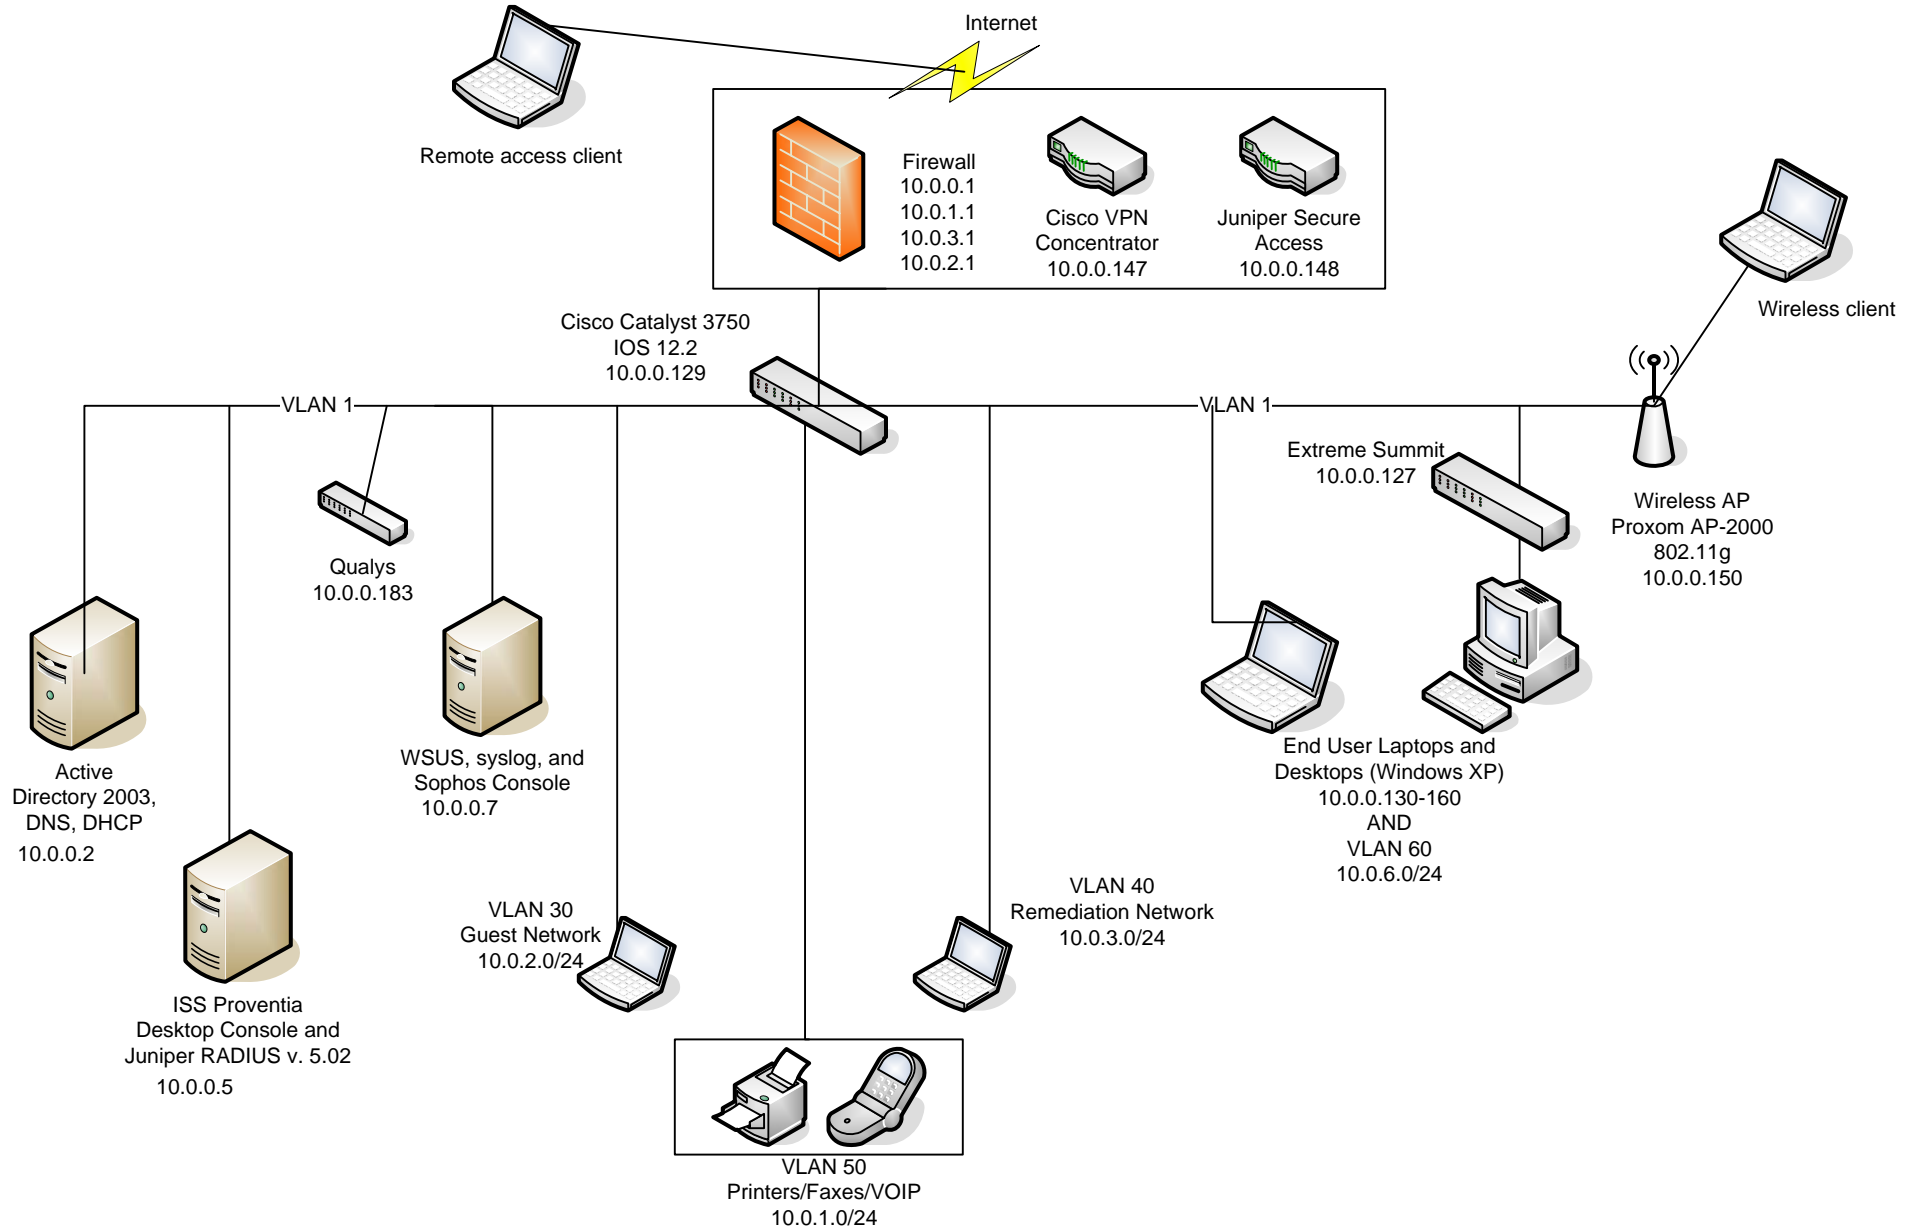 Internet
Remote access client
Firewall
10.0.0.1
10.0.1.1
10.0.3.1
10.0.2.1
Cisco VPN
Concentrator
10.0.0.147
Juniper Secure
Access
10.0.0.148
Wireless client
Cisco Catalyst 3750
IOS 12.2
10.0.0.129
VLAN 1
VLAN 1
Extreme Summit
10.0.0.127
Wireless AP
Proxom AP-2000
802.11g
10.0.0.150
Qualys
10.0.0.183
Active
Directory 2003,
DNS, DHCP
10.0.0.2
WSUS, syslog, and
Sophos Console
10.0.0.7
End User Laptops and
Desktops (Windows XP)
10.0.0.130-160
AND
VLAN 60
10.0.6.0/24
ISS Proventia
Desktop Console and
Juniper RADIUS v. 5.02
10.0.0.5
VLAN 30
Guest Network
10.0.2.0/24
VLAN 40
Remediation Network
10.0.3.0/24
VLAN 50
Printers/Faxes/VOIP
10.0.1.0/24